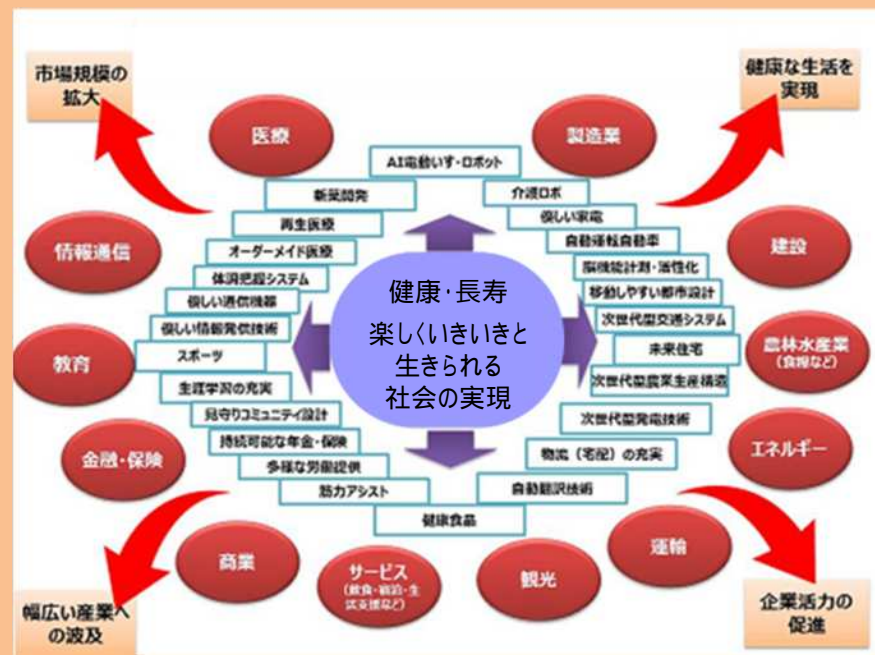 市場規模の
拡大
健康な生活を
実現
医療
製造業
AI電動いす・ロボット
新薬開発
介護ロボ
再生医療
優しい家電
オーダーメイド医療
自動運転自動車
情報通信
建設
体調把握システム
脳機能計測・活性化
優しい通信機器
移動しやすい都市設計
優しい情報発信技術
次世代型交通システム
健康・長寿
楽しくいきいきと
生きられる
社会の実現
教育
スポーツ
未来住宅
農林水産業
(食糧など)
生涯学習の充実
次世代型農業生産構造
見守りコミュニティ設計
次世代型発電技術
持続可能な年金・保険
物流（宅配）の充実
エネルギー
金融・保険
多様な労働提供
自動翻訳技術
筋力アシスト
健康食品
商業
サービス
(飲食・宿泊・生
活支援など)
観光
運輸
幅広い産業へ
の波及
企業活力の
促進